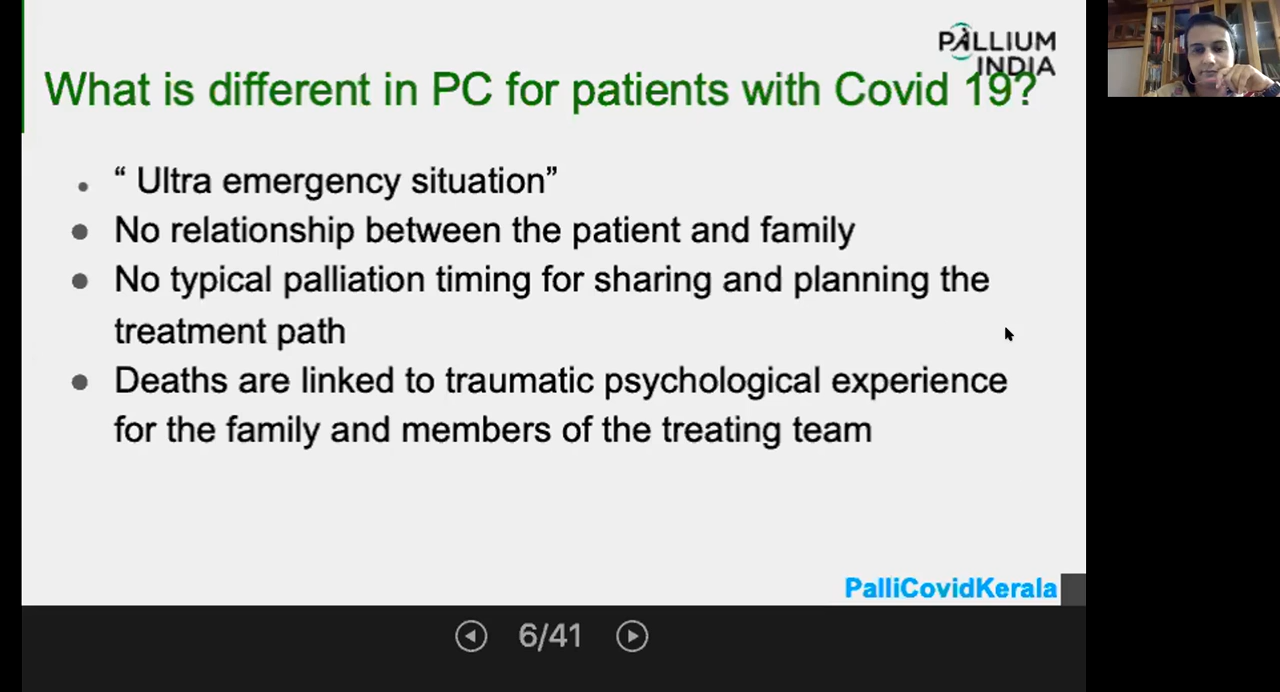 PALLIUM
INDIA
What is different in PC for patients with Covid 19?
“ Ultra emergency situation”
No relationship between the patient and family
No typical palliation timing for sharing and planning the
treatment path
Deaths are linked to traumatic psychological experience
for the family and members of the treating team
PalliCovidKerala
6/41